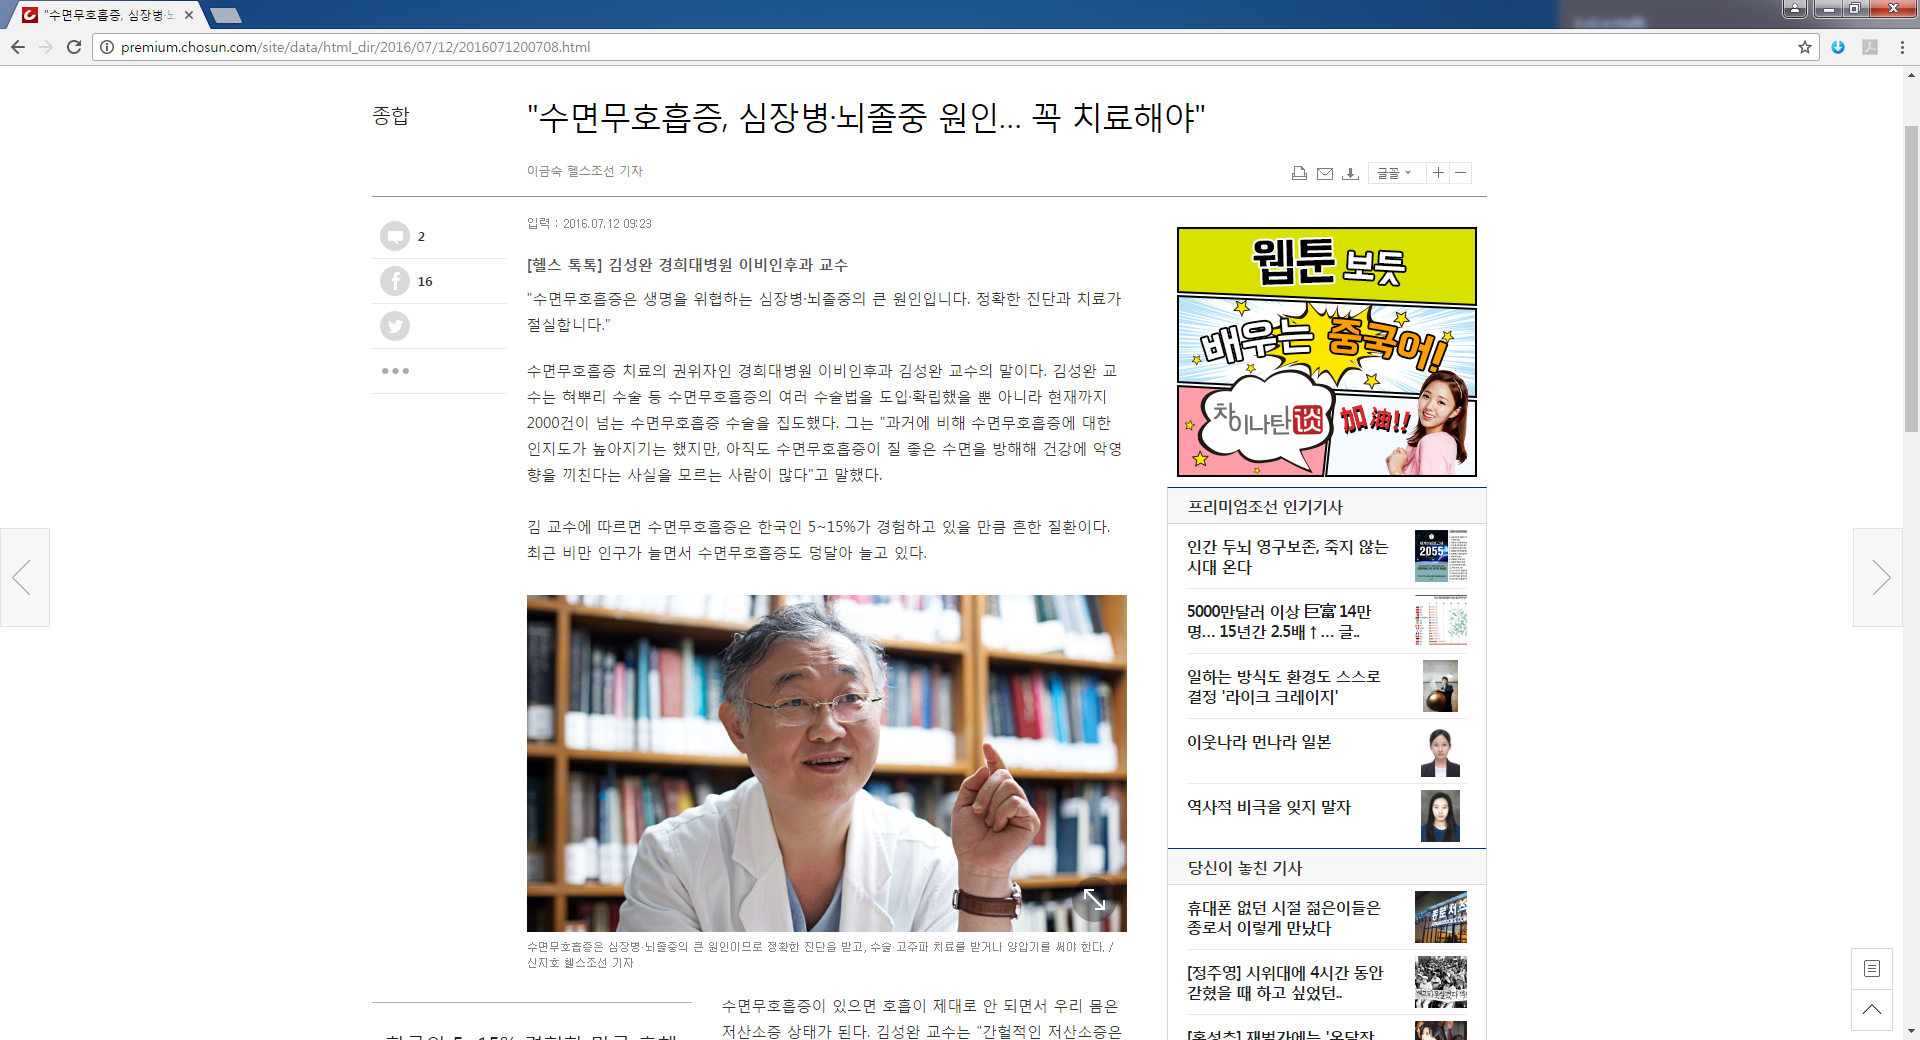 "수면무호흡증, 심장병·뇌
premium.chosun.com/site/data/html_dir/2016/07/12/2016071200708.html
종합
"수면무호흡증, 심장병·뇌졸중 원인... 꼭 치료해야"
이금숙 헬스조선 기자
글꼴
입력 : 2016.07.12 09:23
2
16
[헬스 톡톡] 김성완 경희대병원 이비인후과 교수
"수면무호흡증은 생명을 위협하는 심장병·뇌졸중의 큰 원인입니다. 정확한 진단과 치료가
절실합니다."
수면무호흡증 치료의 권위자인 경희대병원 이비인후과 김성완 교수의 말이다. 김성완 교
수는 혀뿌리 수술 등 수면무호흡증의 여러 수술법을 도입·확립했을 뿐 아니라 현재까지
2000건이 넘는 수면무호흡증 수술을 집도했다. 그는 "과거에 비해 수면무호흡증에 대한
인지도가 높아지기는 했지만, 아직도 수면무호흡증이 질 좋은 수면을 방해해 건강에 악영
향을 끼친다는 사실을 모르는 사람이 많다"고 말했다.
김 교수에 따르면 수면무호흡증은 한국인 5~15%가 경험하고 있을 만큼 흔한 질환이다.
최근 비만 인구가 늘면서 수면무호흡증도 덩달아 늘고 있다.
수면무호흡증은 심장병·뇌졸중의 큰 원인이므로 정확한 진단을 받고, 수술·고주파 치료를 받거나 양압기를 써야 한다. /
신지호 헬스조선 기자
수면무호흡증이 있으면 호흡이 제대로 안 되면서 우리 몸은
저산소증 상태가 된다. 김성완 교수는 "간헐적인 저산소증은
한국인 5~15% 경험할 만큼 흔해
웹툰 보듯
배우는 중국어!
차이나탄 谈
加油!!
프리미엄조선 인기기사
인간 두뇌 영구보존, 죽지 않는
시대 온다
2055
5000만달러 이상 巨富 14만
명... 15년간 2.5배↑... 글..
일하는 방식도 환경도 스스로
결정 '라이크 크레이지'
이웃나라 먼나라 일본
역사적 비극을 잊지 말자
당신이 놓친 기사
휴대폰 없던 시절 젊은이들은
종로서 이렇게 만났다
종로서적
[정주영] 시위대에 4시간 동안
갇혔을 때 하고 싶었던..